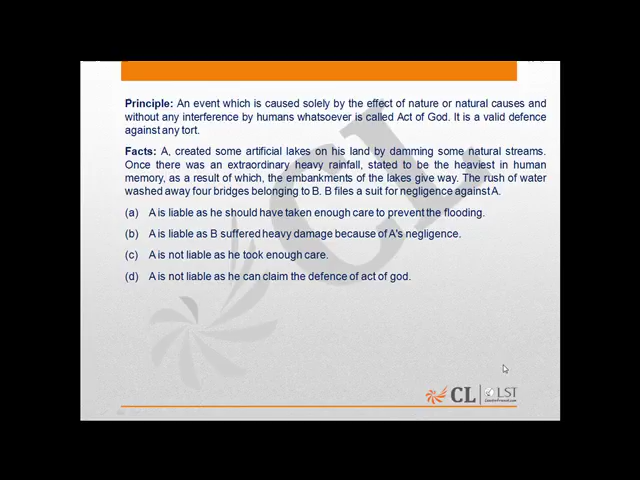 Principle: An event which is caused solely by the effect of nature or natural causes and
without any interference by humans whatsoever is called Act of God. It is a valid defence
against any tort.
Facts: A, created some artificial lakes on his land by damming some natural streams.
Once there was an extraordinary heavy rainfall, stated to be the heaviest in human
memory, as a result of which, the embankments of the lakes give way. The rush of water
washed away four bridges belonging to B. B files a suit for negligence against A.
(a) A is liable as he should have taken enough care to prevent the flooding.
(b) A is liable as B suffered heavy damage because of A's negligence.
(c) A is not liable as he took enough care.
(d) A is not liable as he can claim the defence of act of god.
CL
CL LST